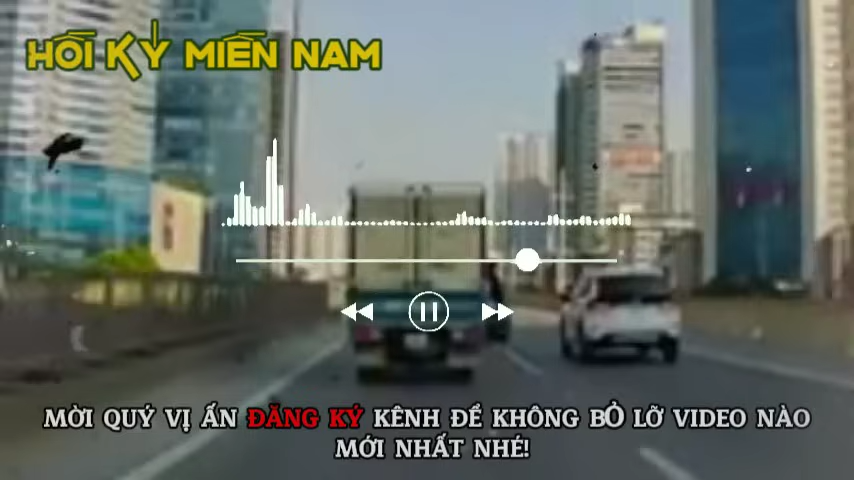 HỒI KÝ MIỀN NAM
MỜI QUÝ VỊ ẤN ĐĂNG KÝ KÊNH ĐỂ KHÔNG BỎ LỠ VIDEO NÀO
MỚI NHẤT NHÉ!